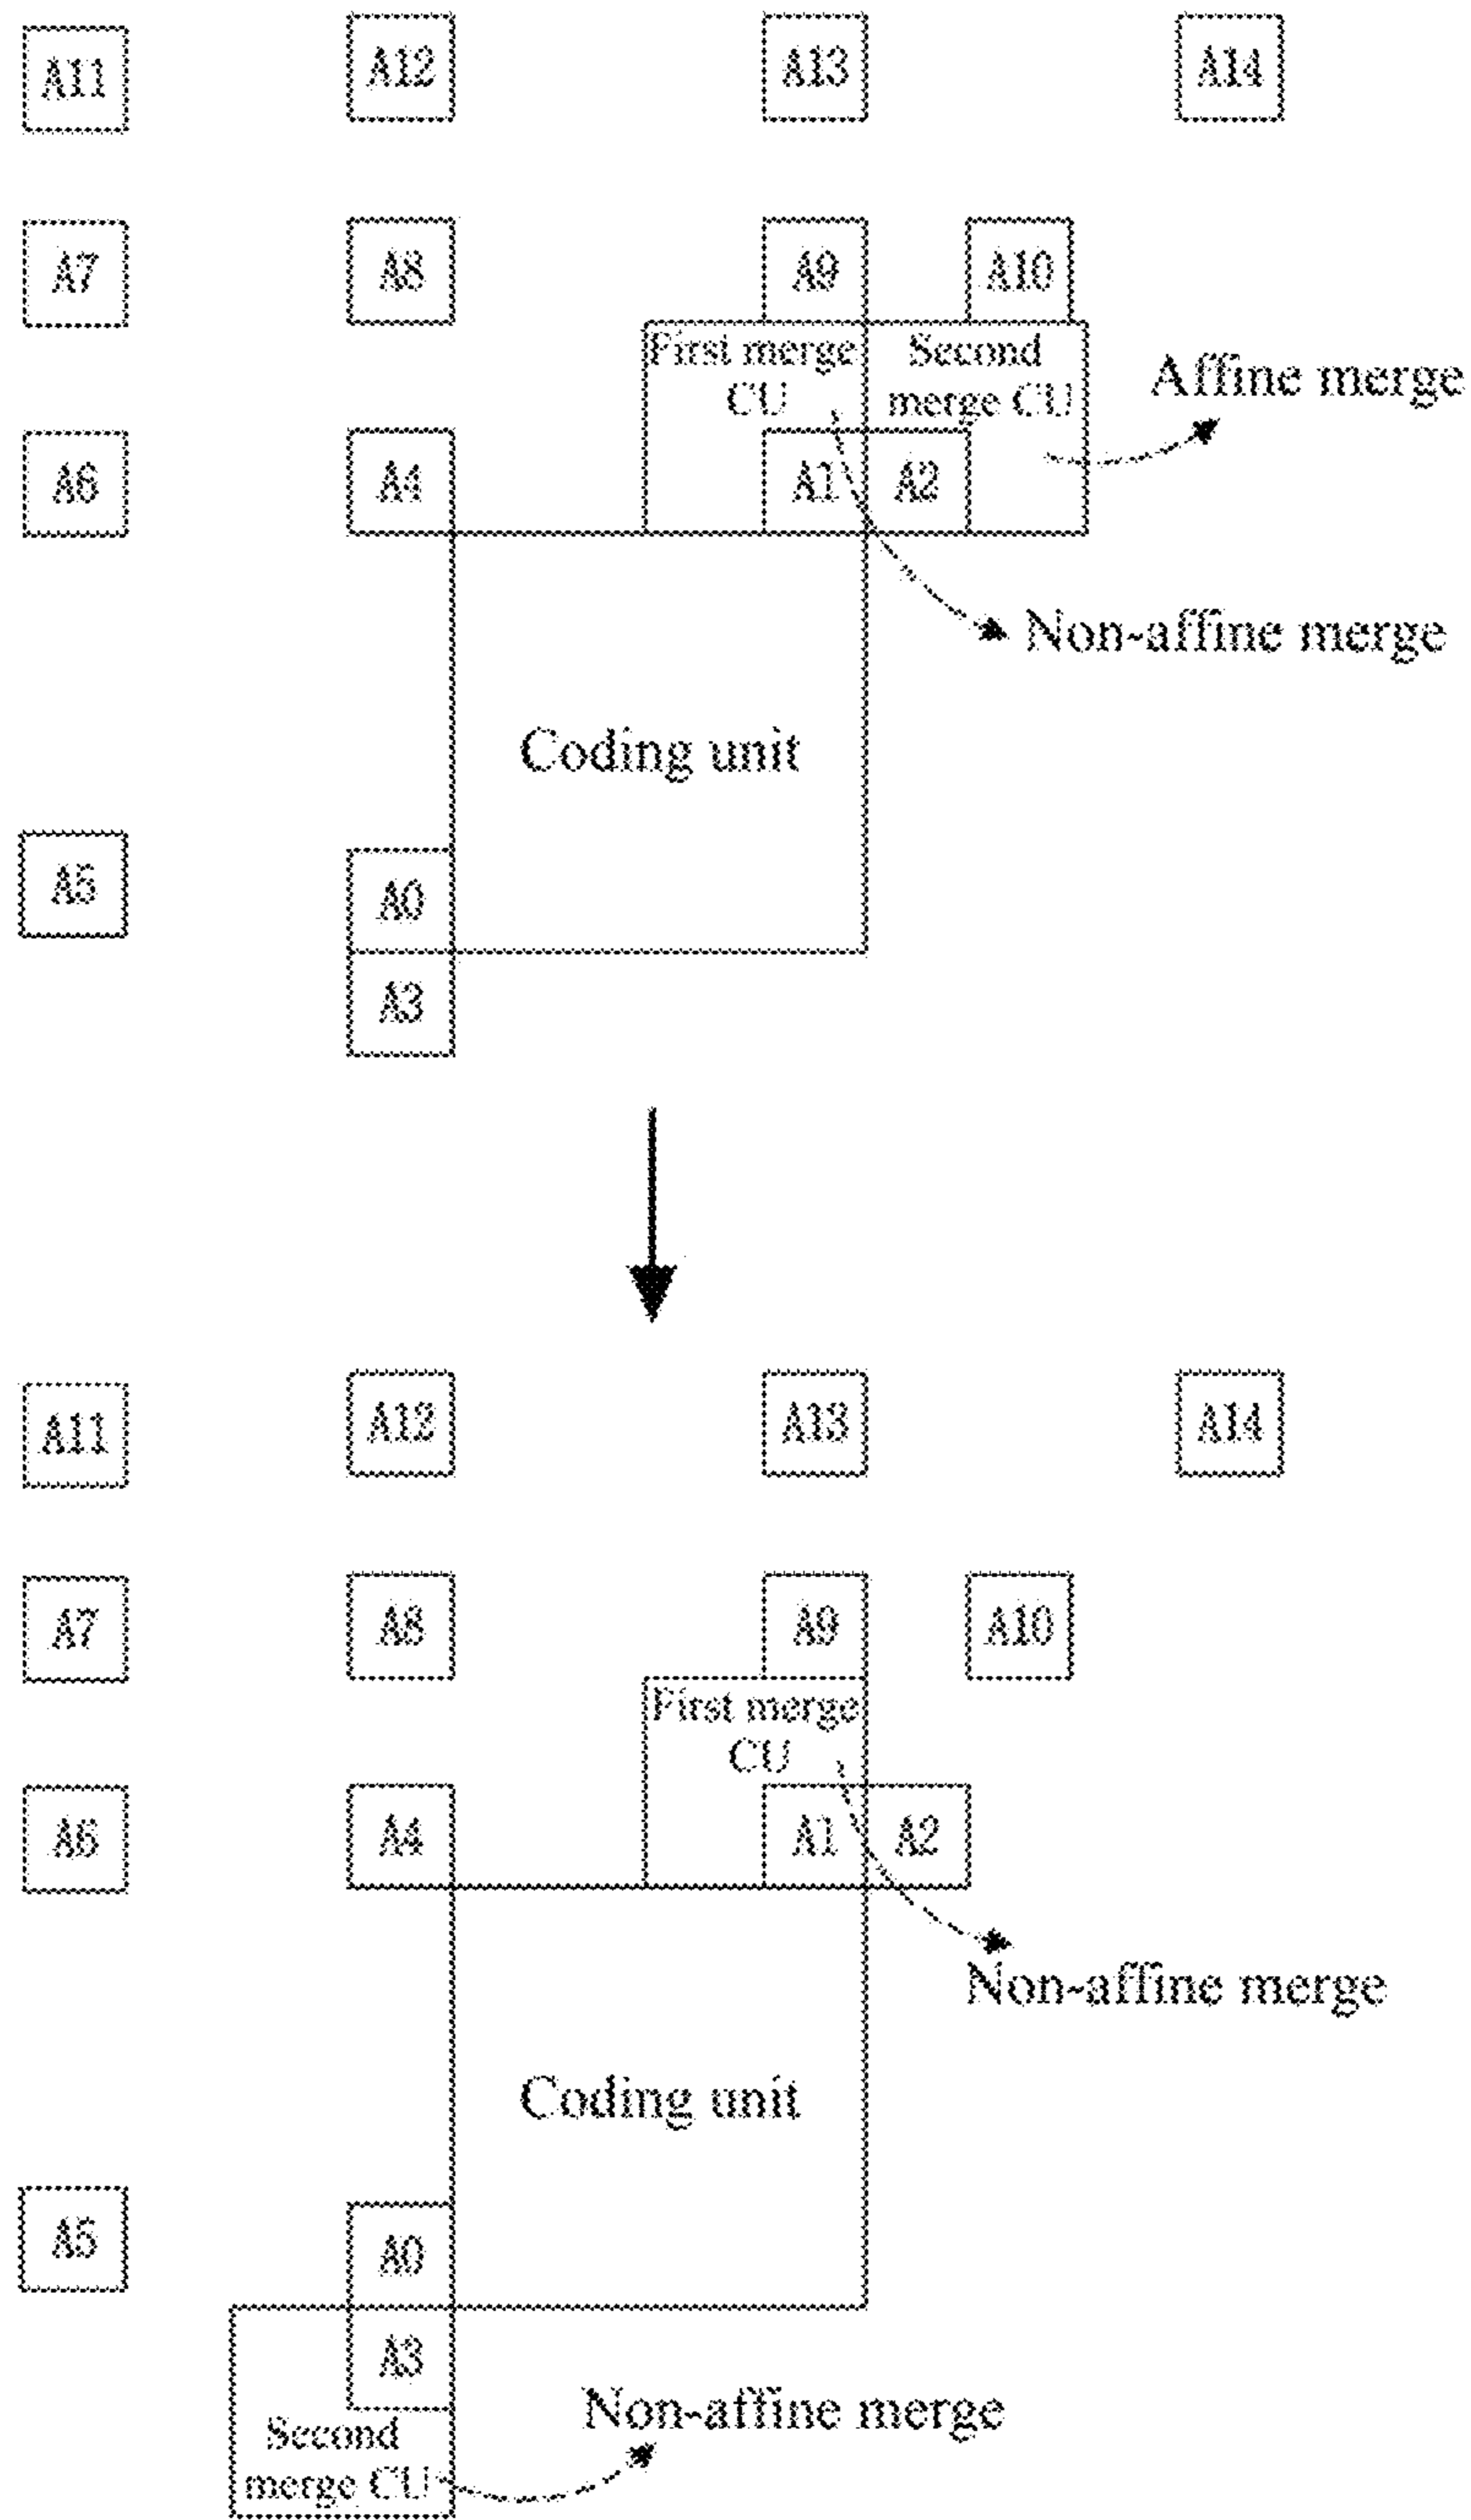 A11
A12
A13
A14
A7
A8
A9
A10
First merge
CU
Second
merge CU
Affine merge
A6
A4
A1
A2
Non-affine merge
Coding unit
A5
A0
A3
A11
A12
A13
A14
A7
A8
A9
A10
First merge
CU
A6
A4
A1
A2
Non-affine merge
Coding unit
A5
A0
A3
Non-affine merge
Second
merge CU